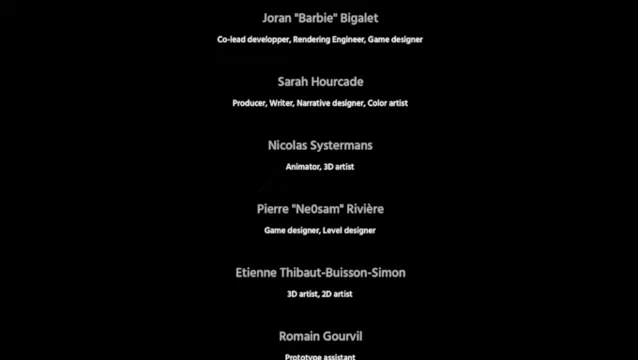 Joran "Barbie" Bigalet
Co-lead developper, Rendering Engineer, Game designer
Sarah Hourcade
Producer, Writer, Narrative designer, Color artist
Nicolas Systermans
Animator, 3D artist
Pierre "Ne0sam" Rivière
Game designer, Level designer
Etienne Thibaut-Buisson-Simon
3D artist, 2D artist
Romain Gourvil
Prototype assistant